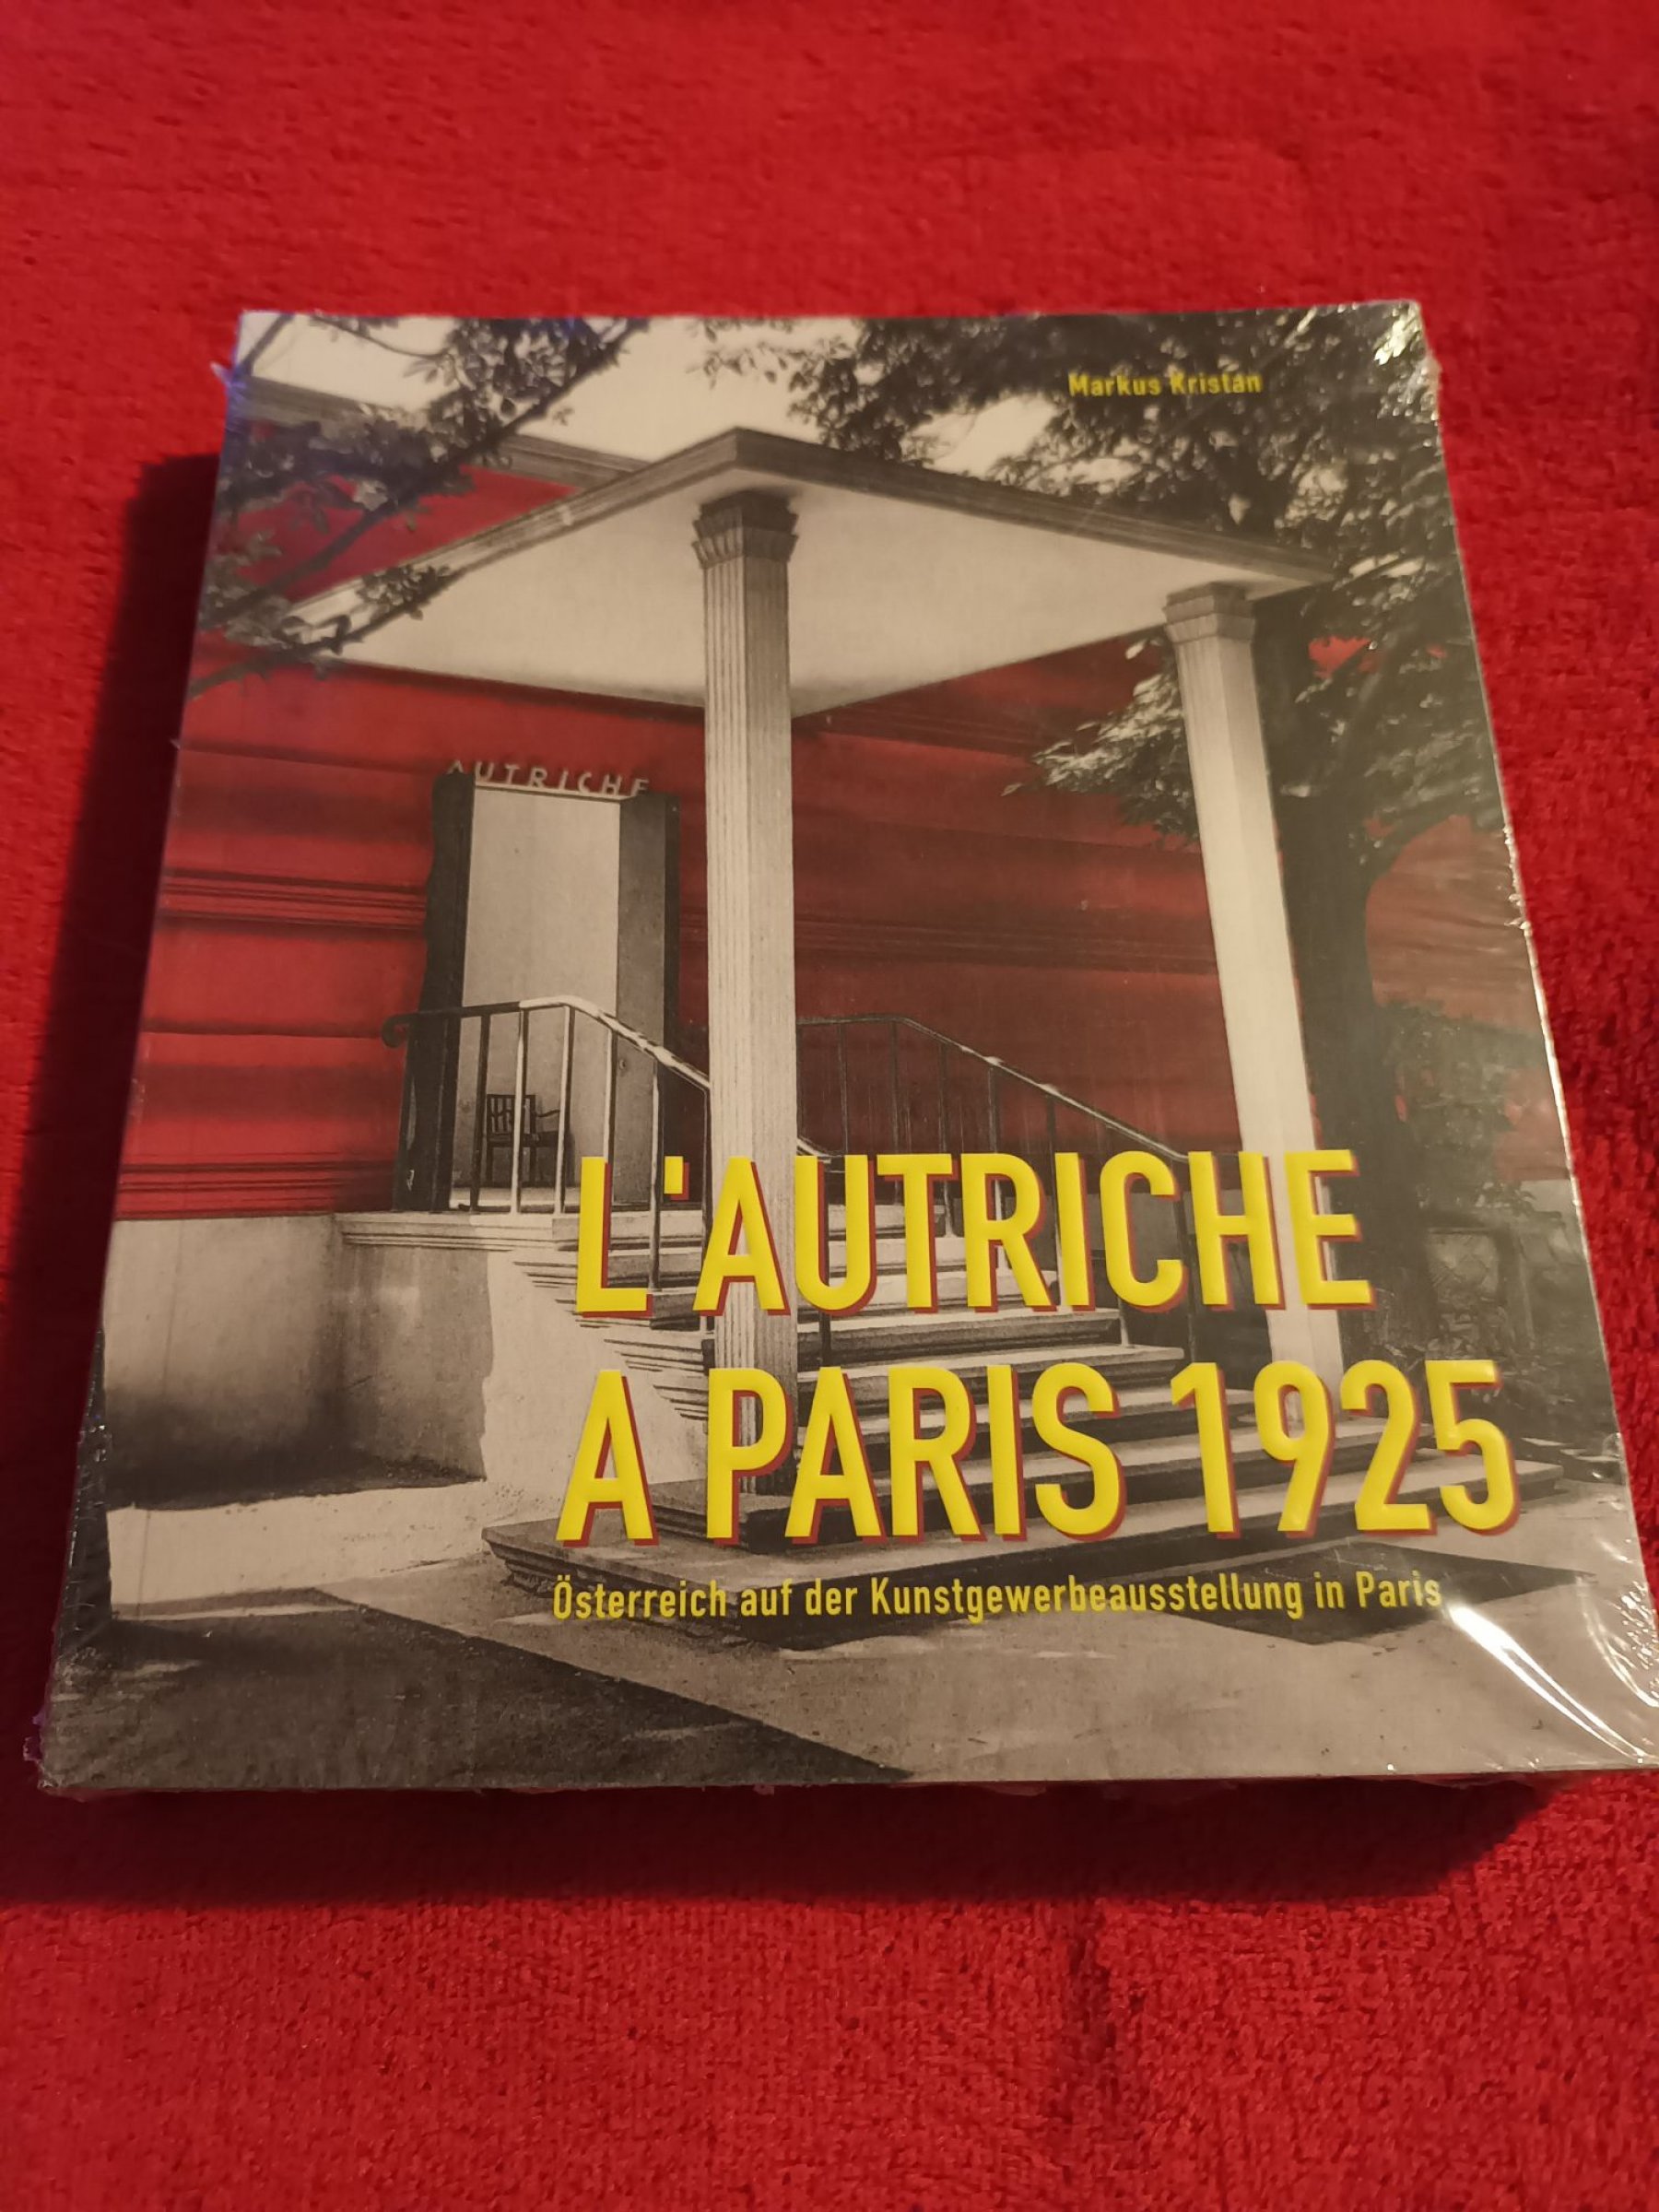 Markus Kristan
AUTRICHE
L'AUTRICHE
A PARIS 1925
Österreich auf der Kunstgewerbeausstellung in Paris